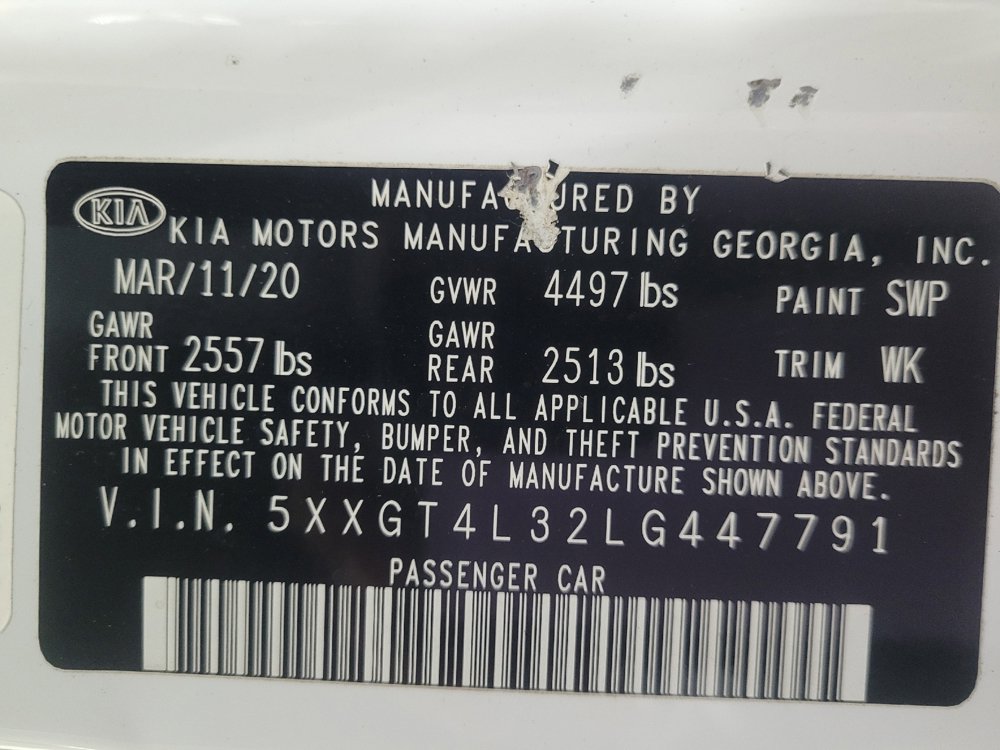 KIA
MANUFACTURED BY
KIA MOTORS MANUFACTURING GEORGIA, INC.
MAR/11/20 GVWR 4497 lbs PAINT SWP
GAWR FRONT 2557 lbs GAWR REAR 2513 lbs TRIM WK
THIS VEHICLE CONFORMS TO ALL APPLICABLE U.S.A. FEDERAL
MOTOR VEHICLE SAFETY, BUMPER, AND THEFT PREVENTION STANDARDS
IN EFFECT ON THE DATE OF MANUFACTURE SHOWN ABOVE.
V.I.N. 5XXGT4L32LG447791
PASSENGER CAR